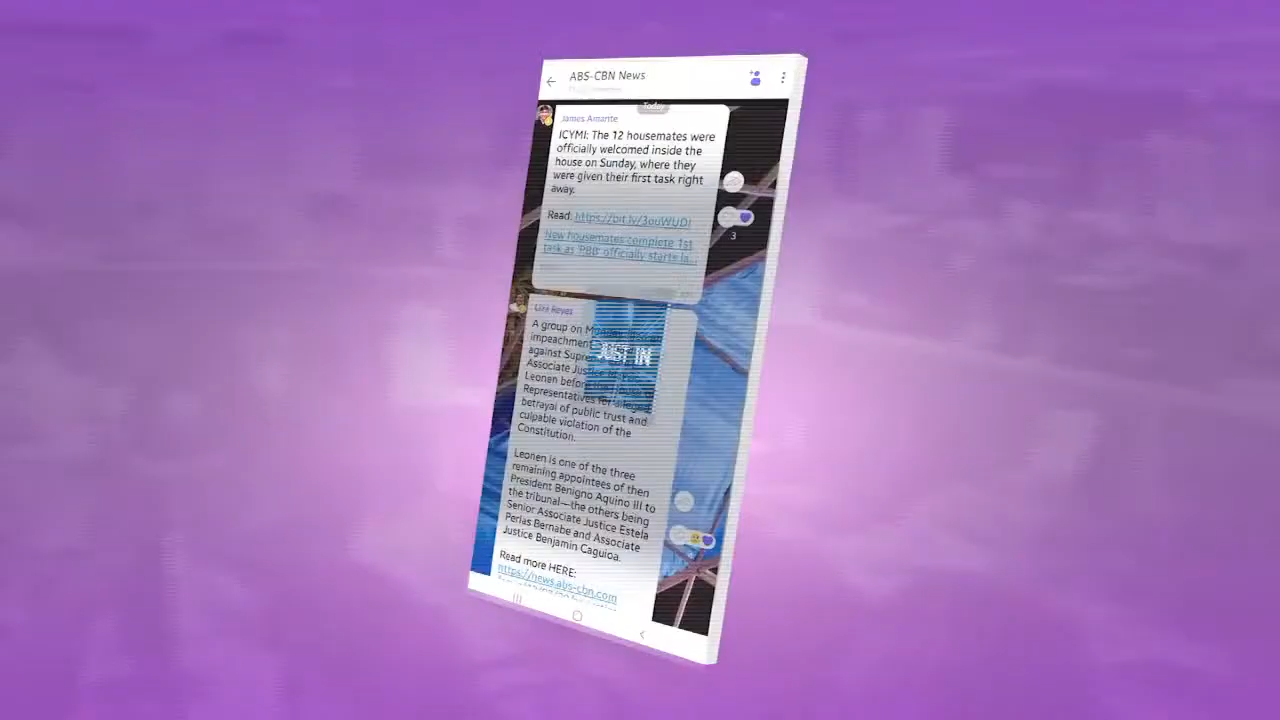 ABS-CBN News
Today
James Amante
ICYMI: The 12 housemates were
officially welcomed inside the
house on Sunday, where they
were given their first task right
away.
Read: https://bit.ly/3ouWUDJ
New housemates complete 1st
task as 'PBB' officially starts la...
3
Reyes
A group on
impeachment
against
Associate Justice
Leonen before
Representatives for alleged
betrayal of public trust and
culpable violation of the
Constitution.
JUST IN
Leonen is one of the three
remaining appointees of then
President Benigno Aquino III to
the tribunal—the others being
Senior Associate Justice Estela
Perlas Bernabe and Associate
Justice Benjamin Caguioa.
Read more HERE:
https://news.abs-cbn.com